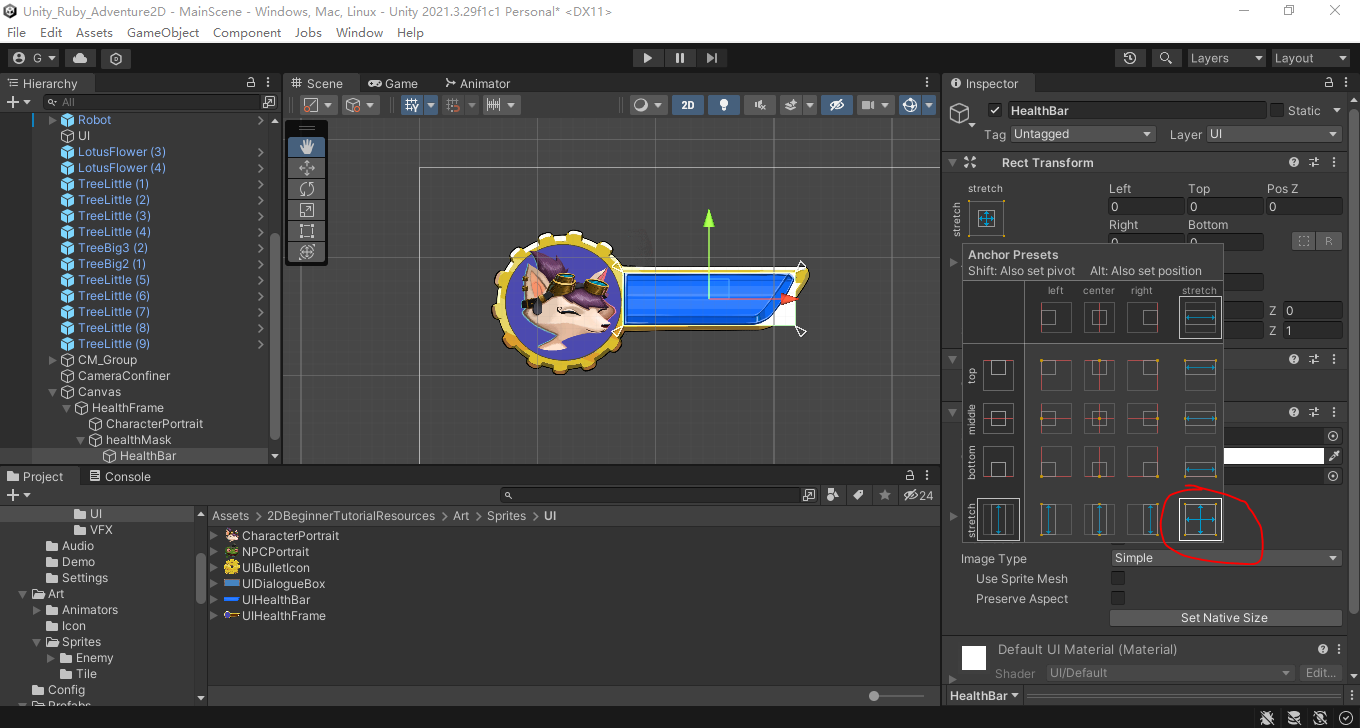 Unity_Ruby_Adventure2D - MainScene - Windows, Mac, Linux - Unity 2021.3.29f1c1 Personal* <DX11>
File Edit Assets GameObject Component Jobs Window Help
G Layers Layout
Hierarchy
All
Robot
UI
LotusFlower (3)
LotusFlower (4)
TreeLittle (1)
TreeLittle (2)
TreeLittle (3)
TreeLittle (4)
TreeBig3 (2)
TreeBig2 (1)
TreeLittle (5)
TreeLittle (6)
TreeLittle (7)
TreeLittle (8)
TreeLittle (9)
CM_Group
CameraConfiner
Canvas
HealthFrame
CharacterPortrait
healthMask
HealthBar
Scene Game Animator
2D
Inspector
HealthBar Static
Tag Untagged Layer UI
Rect Transform
stretch Left Top Pos Z
stretch 0 0 0
Right Bottom
0 0 R
Anchor Presets
Shift: Also set pivot Alt: Also set position
left center right stretch
Z 0
Z 1
top
middle
bottom
stretch
Image Type Simple
Use Sprite Mesh
Preserve Aspect
Set Native Size
Default UI Material (Material)
Shader UI/Default Edit...
HealthBar
Project Console
24
UI
VFX
Audio
Demo
Settings
Art
Animators
Icon
Sprites
Enemy
Tile
Config
Prefabs
Assets > 2DBeginnerTutorialResources > Art > Sprites > UI
CharacterPortrait
NPCPortrait
UIBulletIcon
UIDialogueBox
UIHealthBar
UIHealthFrame